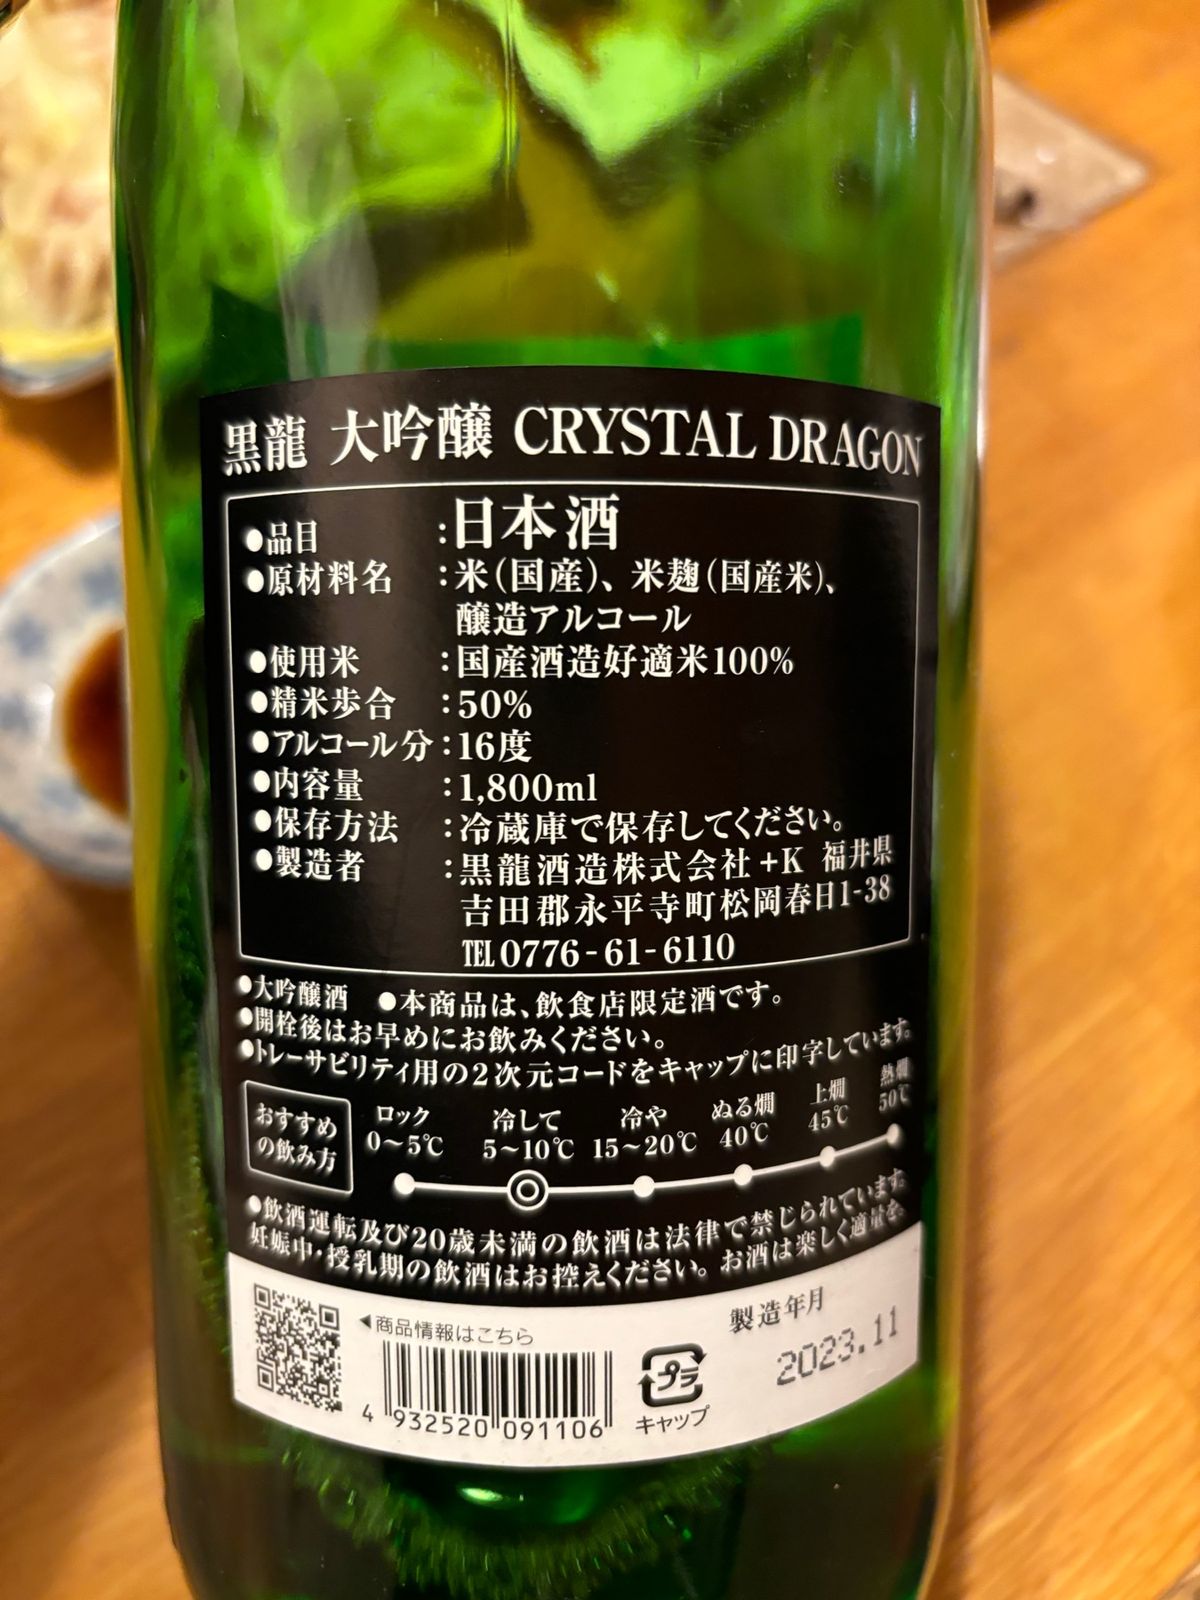 黒龍 大吟醸 CRYSTAL DRAGON
●品目 :日本酒
●原材料名 :米(国産)、米麹(国産米)、
醸造アルコール
●使用米 :国産酒造好適米100%
●精米歩合 :50%
●アルコール分:16度
●内容量 :1,800ml
●保存方法 :冷蔵庫で保存してください。
●製造者 :黒龍酒造株式会社+K 福井県
吉田郡永平寺町松岡春日1-38
℡0776-61-6110
●大吟醸酒 ●本商品は、飲食店限定酒です。
●開栓後はお早めにお飲みください。
●トレーサビリティ用の2次元コードをキャップに印字しています。
おすすめ
の飲み方
ロック 冷して 冷や ぬる燗 上燗 熱燗
0~5℃ 5~10℃ 15~20℃ 40℃ 45℃ 50℃
●飲酒運転及び20歳未満の飲酒は法律で禁じられています。
妊娠中・授乳期の飲酒はお控えください。お酒は楽しく適量を。
◀商品情報はこちら
4 932520 091106
プラ
キャップ
製造年月
2023.11